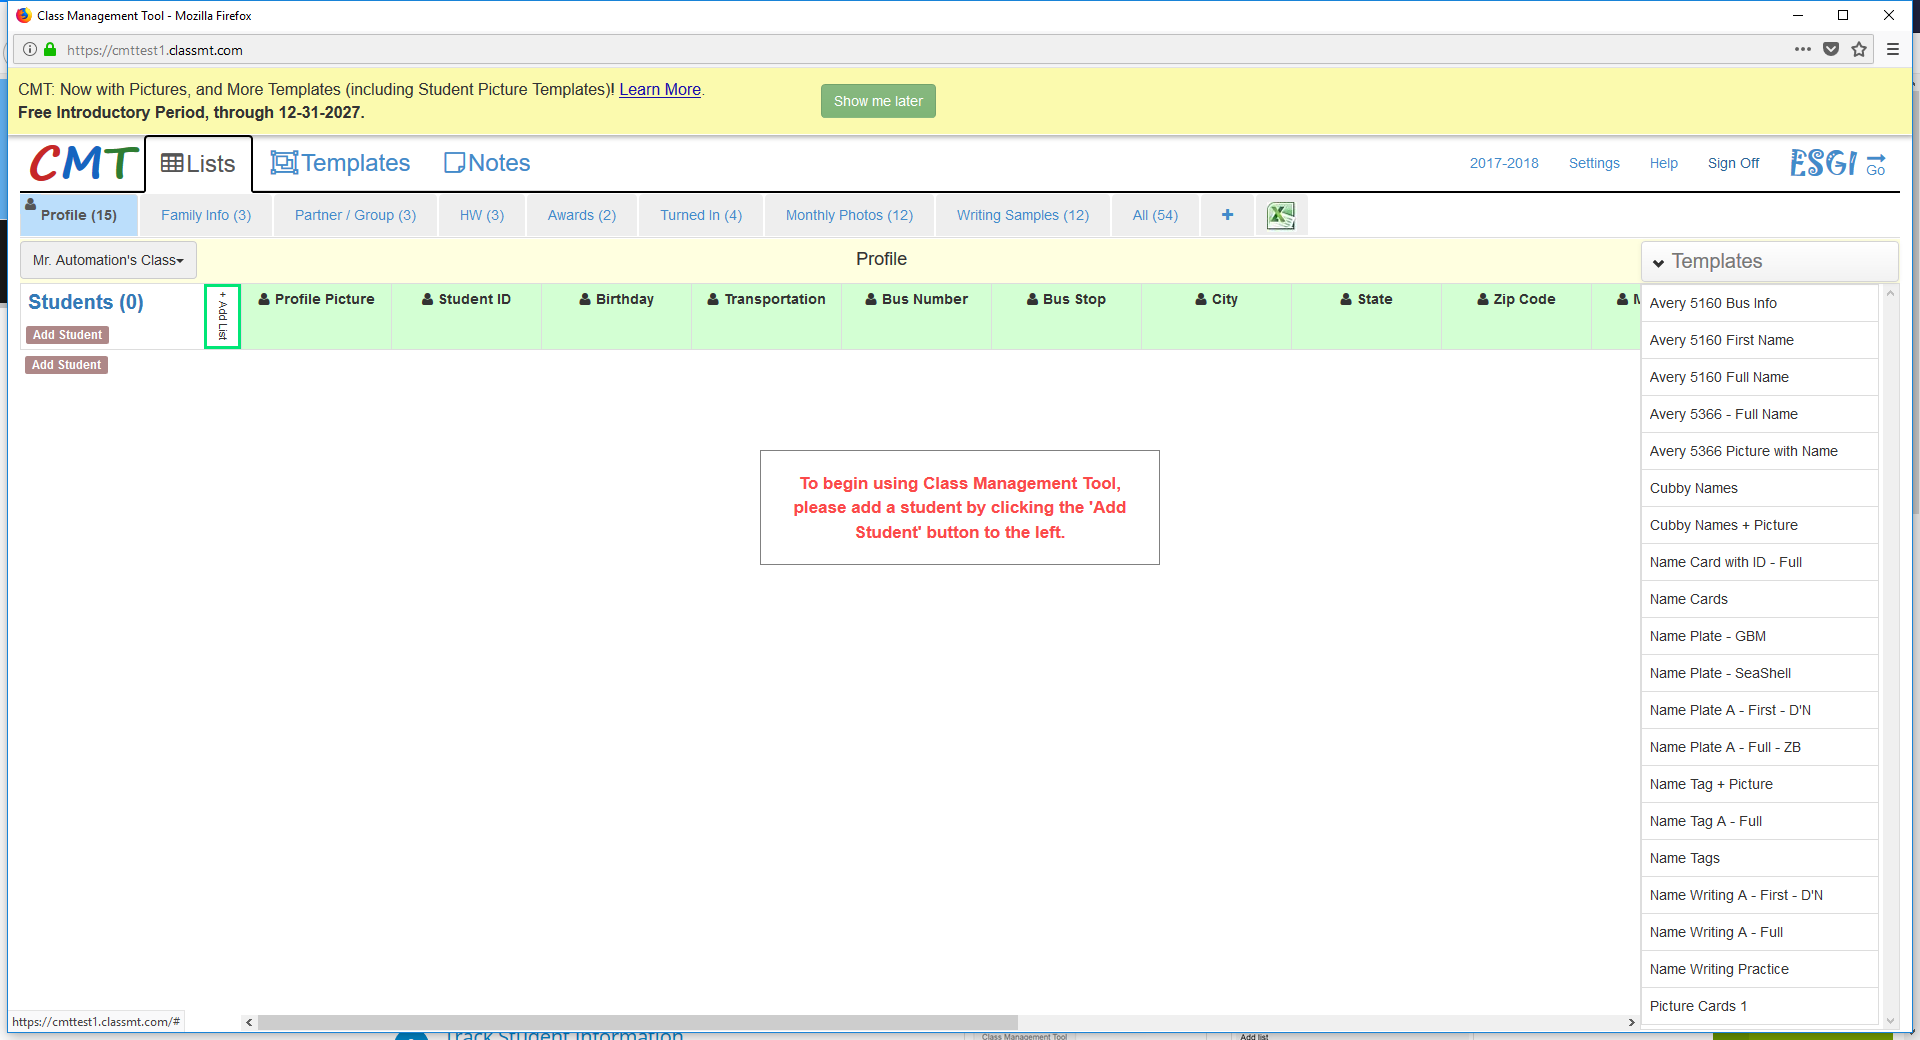 Class Management Tool - Mozilla Firefox
https://cmttest1.classmt.com
CMT: Now with Pictures, and More Templates (including Student Picture Templates)! Learn More.
Free Introductory Period, through 12-31-2027.
Show me later
CMT
Lists
Templates
Notes
2017-2018
Settings
Help
Sign Off
ESGI
Go
Profile (15)
Family Info (3)
Partner / Group (3)
HW (3)
Awards (2)
Turned In (4)
Monthly Photos (12)
Writing Samples (12)
All (54)
+
Mr. Automation's Class
Profile
Templates
Students (0)
Add Student
+ Add List
Profile Picture
Student ID
Birthday
Transportation
Bus Number
Bus Stop
City
State
Zip Code
Add Student
To begin using Class Management Tool,
please add a student by clicking the 'Add
Student' button to the left.
Avery 5160 Bus Info
Avery 5160 First Name
Avery 5160 Full Name
Avery 5366 - Full Name
Avery 5366 Picture with Name
Cubby Names
Cubby Names + Picture
Name Card with ID - Full
Name Cards
Name Plate - GBM
Name Plate - SeaShell
Name Plate A - First - D'N
Name Plate A - Full - ZB
Name Tag + Picture
Name Tag A - Full
Name Tags
Name Writing A - First - D'N
Name Writing A - Full
Name Writing Practice
Picture Cards 1
https://cmttest1.classmt.com/#
Track Student Information
Class Management Tool
Add list